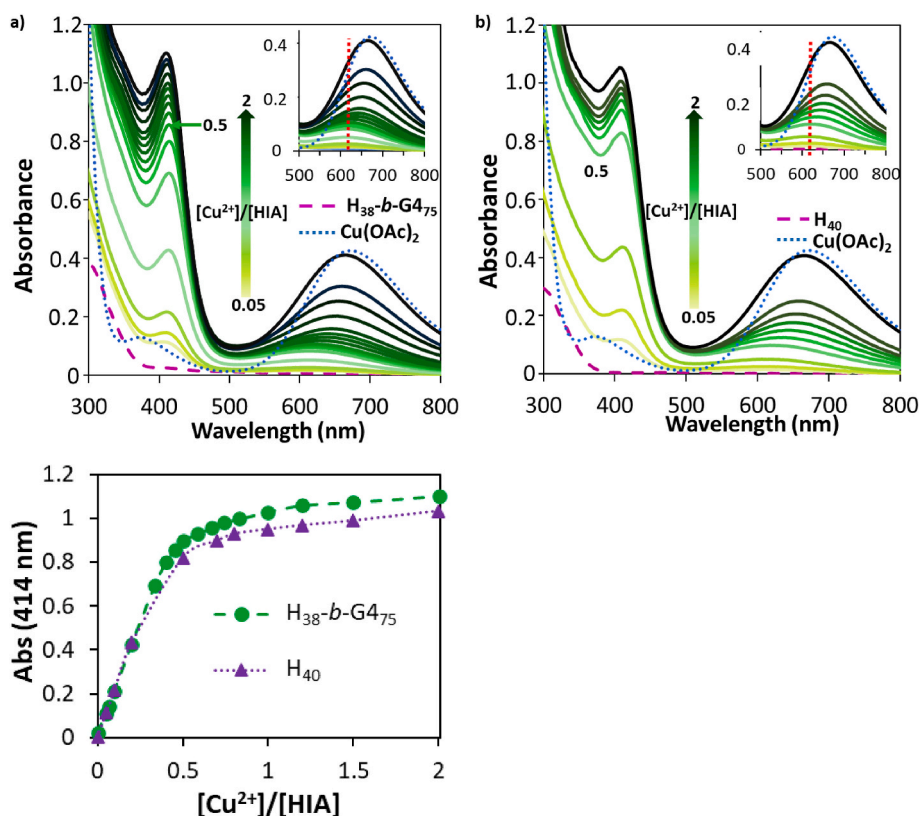 a)
Absorbance
1.0
0.8
0.6
0.4
0.2
0
300 400 500 600 700 800
Wavelength (nm)
0.5
2
[Cu²⁺]/[HIA]
0.05
0.4
0.2
0
500 600 700 800
H₃₈-b-G4₇₅
Cu(OAc)₂
b)
Absorbance
1.0
0.8
0.6
0.4
0.2
0
300 400 500 600 700 800
Wavelength (nm)
0.5
2
[Cu²⁺]/[HIA]
0.05
0.4
0.2
0
500 600 700 800
H₄₀
Cu(OAc)₂
Abs (414 nm)
1.2
1
0.8
0.6
0.4
0.2
0
0 0.5 1 1.5 2
[Cu²⁺]/[HIA]
H₃₈-b-G4₇₅
H₄₀